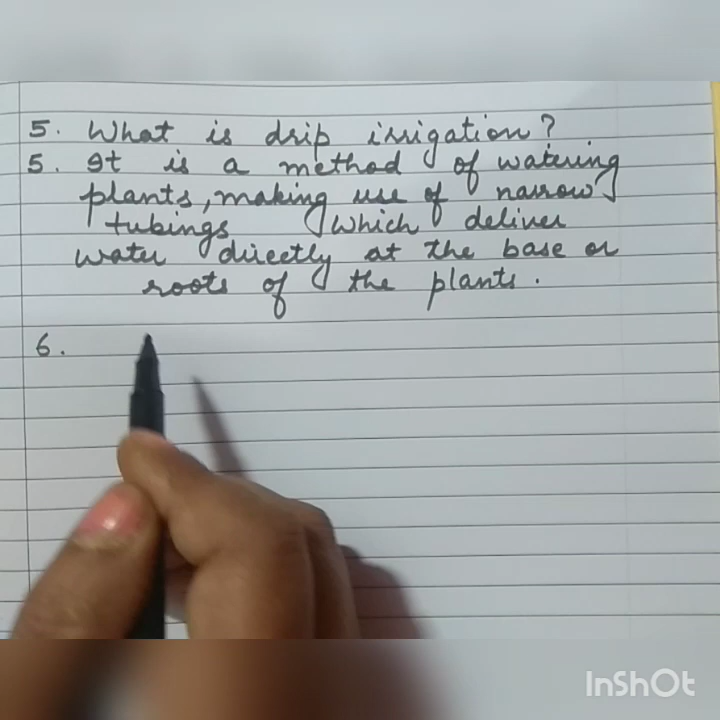 5. What is drip irrigation?
5. It is a method of watering
plants, making use of narrow
tubings which deliver
water directly at the base or
roots of the plants.
6.
InShOt